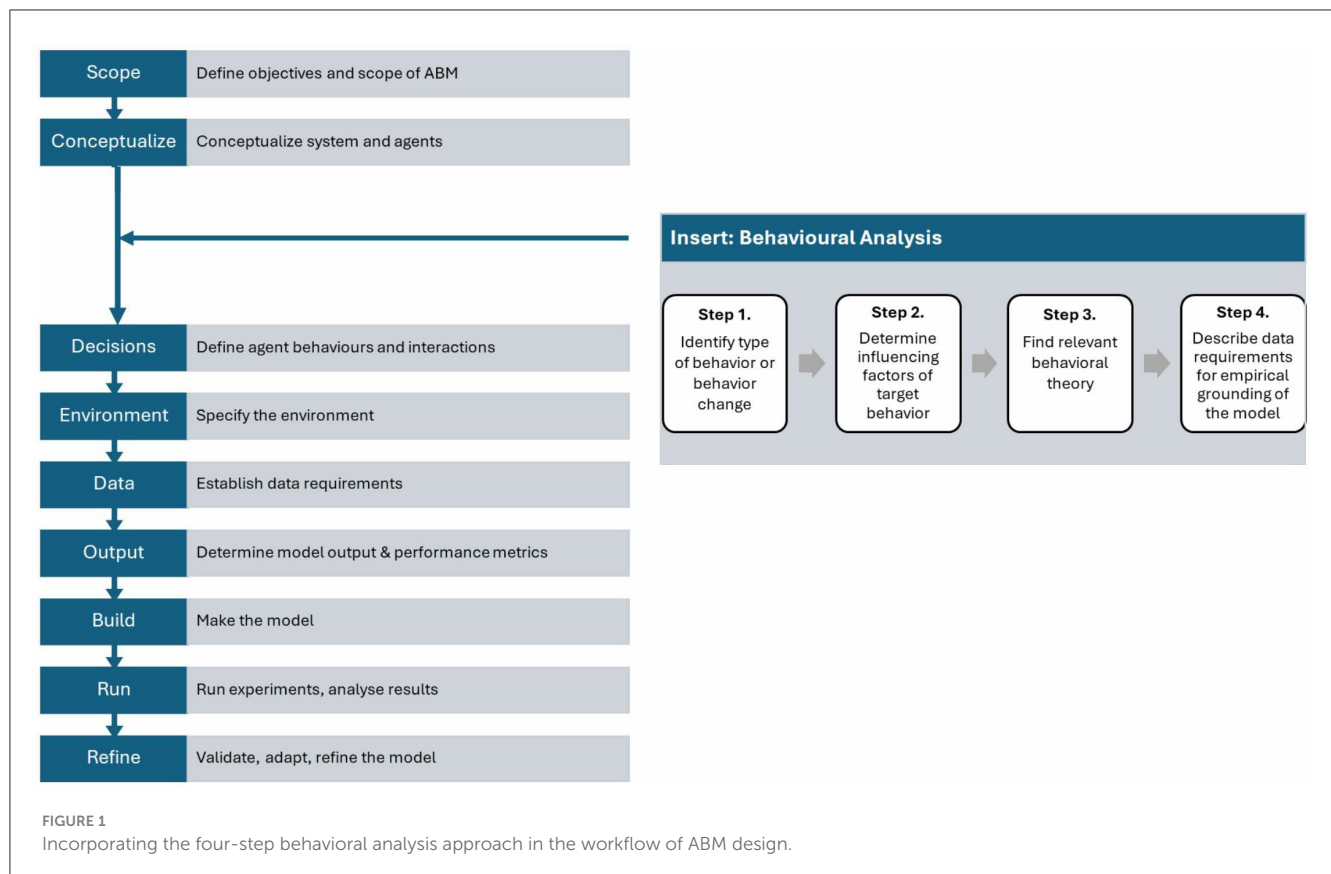 Scope
Define objectives and scope of ABM
Conceptualize
Conceptualize system and agents
Insert: Behavioural Analysis
Step 1.
Identify type of
behavior or
behavior
change
Step 2.
Determine
influencing
factors of
target
behavior
Step 3.
Find relevant
behavioral
theory
Step 4.
Describe data
requirements
for empirical
grounding of
the model
Decisions
Define agent behaviours and interactions
Environment
Specify the environment
Data
Establish data requirements
Output
Determine model output & performance metrics
Build
Make the model
Run
Run experiments, analyse results
Refine
Validate, adapt, refine the model
FIGURE 1
Incorporating the four-step behavioral analysis approach in the workflow of ABM design.